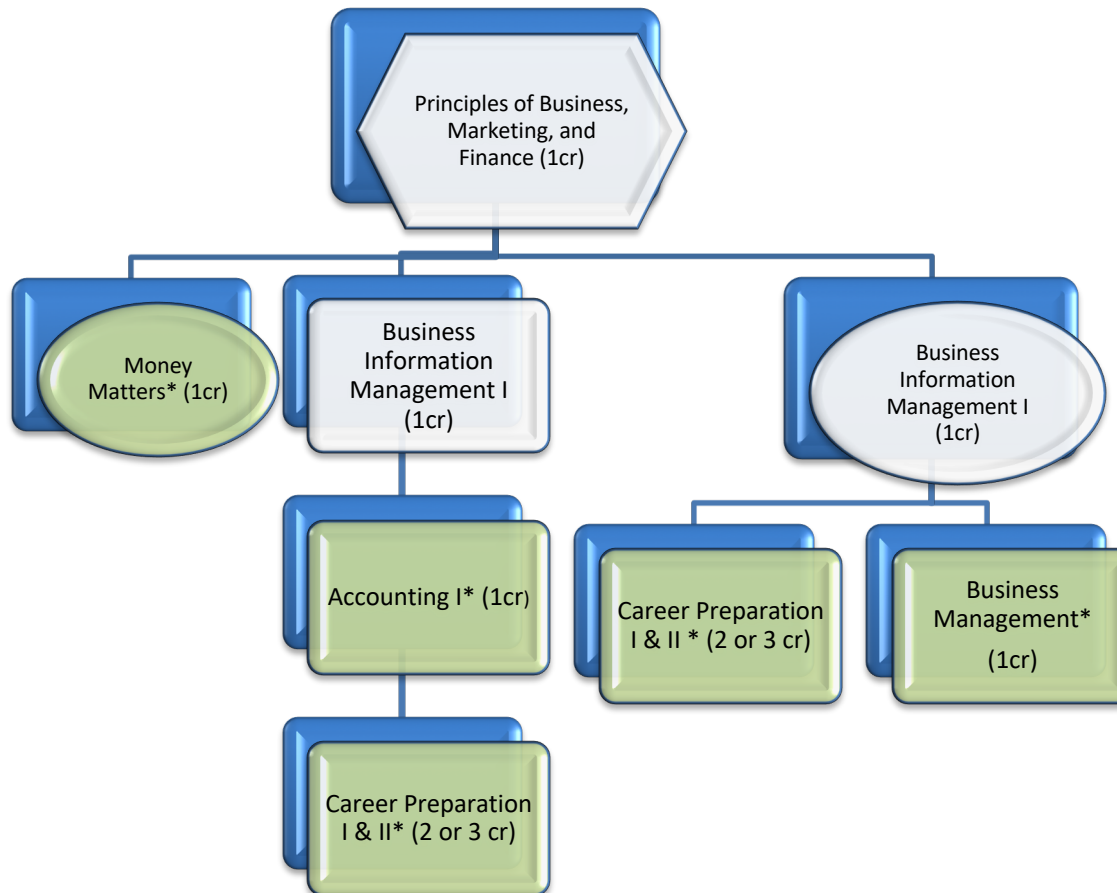 Principles of Business,
Marketing, and
Finance (1cr)
Money
Matters* (1cr)
Business
Information
Management I
(1cr)
Business
Information
Management I
(1cr)
Accounting I* (1cr)
Career Preparation
I & II * (2 or 3 cr)
Business
Management*
(1cr)
Career Preparation
I & II* (2 or 3 cr)